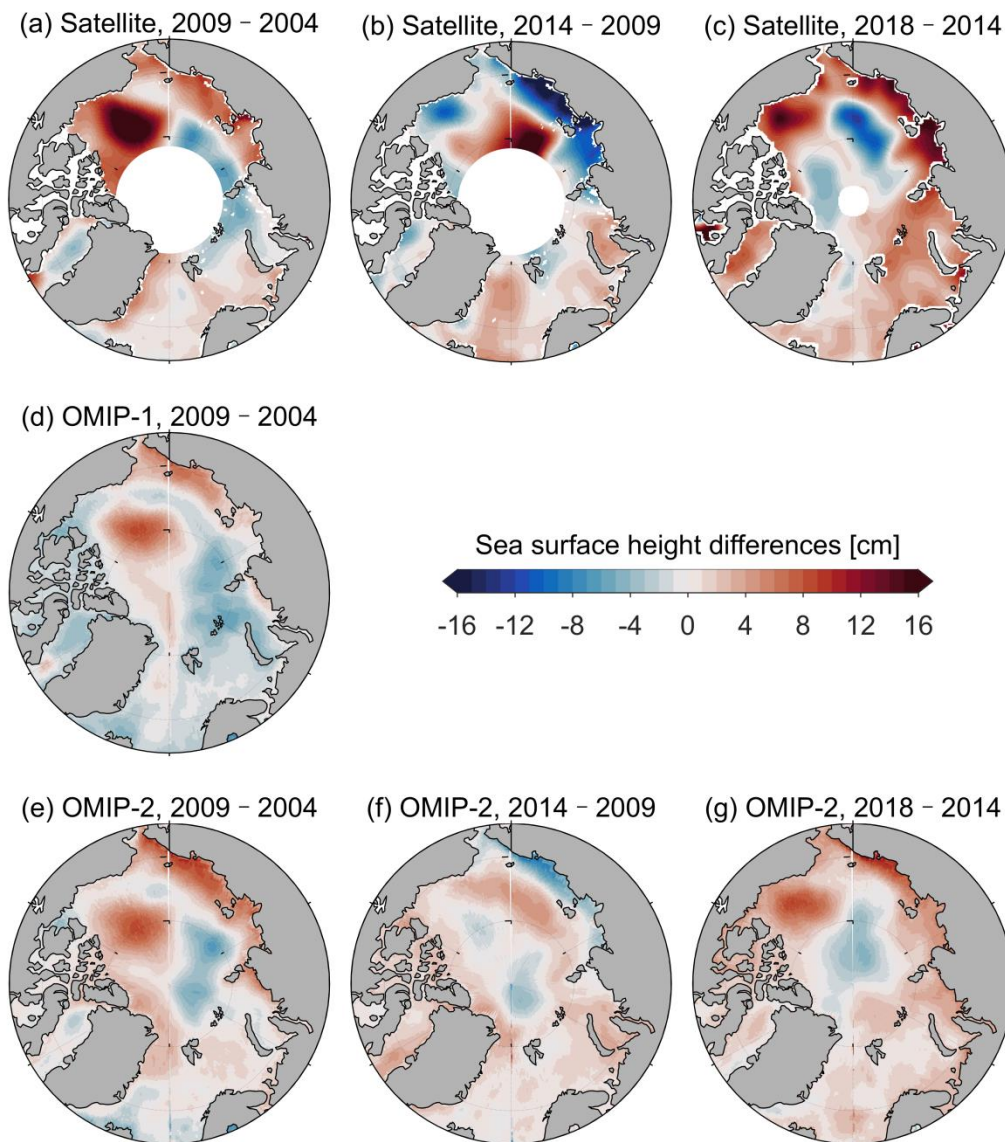 (a) Satellite, 2009 − 2004
(b) Satellite, 2014 − 2009
(c) Satellite, 2018 − 2014
(d) OMIP-1, 2009 − 2004
Sea surface height differences [cm]
-16 -12 -8 -4 0 4 8 12 16
(e) OMIP-2, 2009 − 2004
(f) OMIP-2, 2014 − 2009
(g) OMIP-2, 2018 − 2014